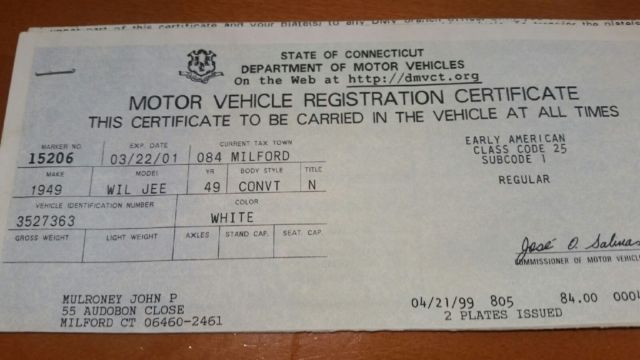 STATE OF CONNECTICUT
DEPARTMENT OF MOTOR VEHICLES
On the Web at http://dmvct.org
MOTOR VEHICLE REGISTRATION CERTIFICATE
THIS CERTIFICATE TO BE CARRIED IN THE VEHICLE AT ALL TIMES
MARKER NO. EXP. DATE CURRENT TAX TOWN
15206 03/22/01 084 MILFORD
MAKE MODEL YR BODY STYLE TITLE
1949 WIL JEE 49 CONVT N
VEHICLE IDENTIFICATION NUMBER COLOR
3527363 WHITE
GROSS WEIGHT LIGHT WEIGHT AXLES STAND CAP. SEAT. CAP.
EARLY AMERICAN
CLASS CODE 25
SUBCODE 1
REGULAR
José O. Salinas
COMMISSIONER OF MOTOR VEHICL
MULRONEY JOHN P
55 AUDOBON CLOSE
MILFORD CT 06460-2461
04/21/99 805 84.00 0004
2 PLATES ISSUED